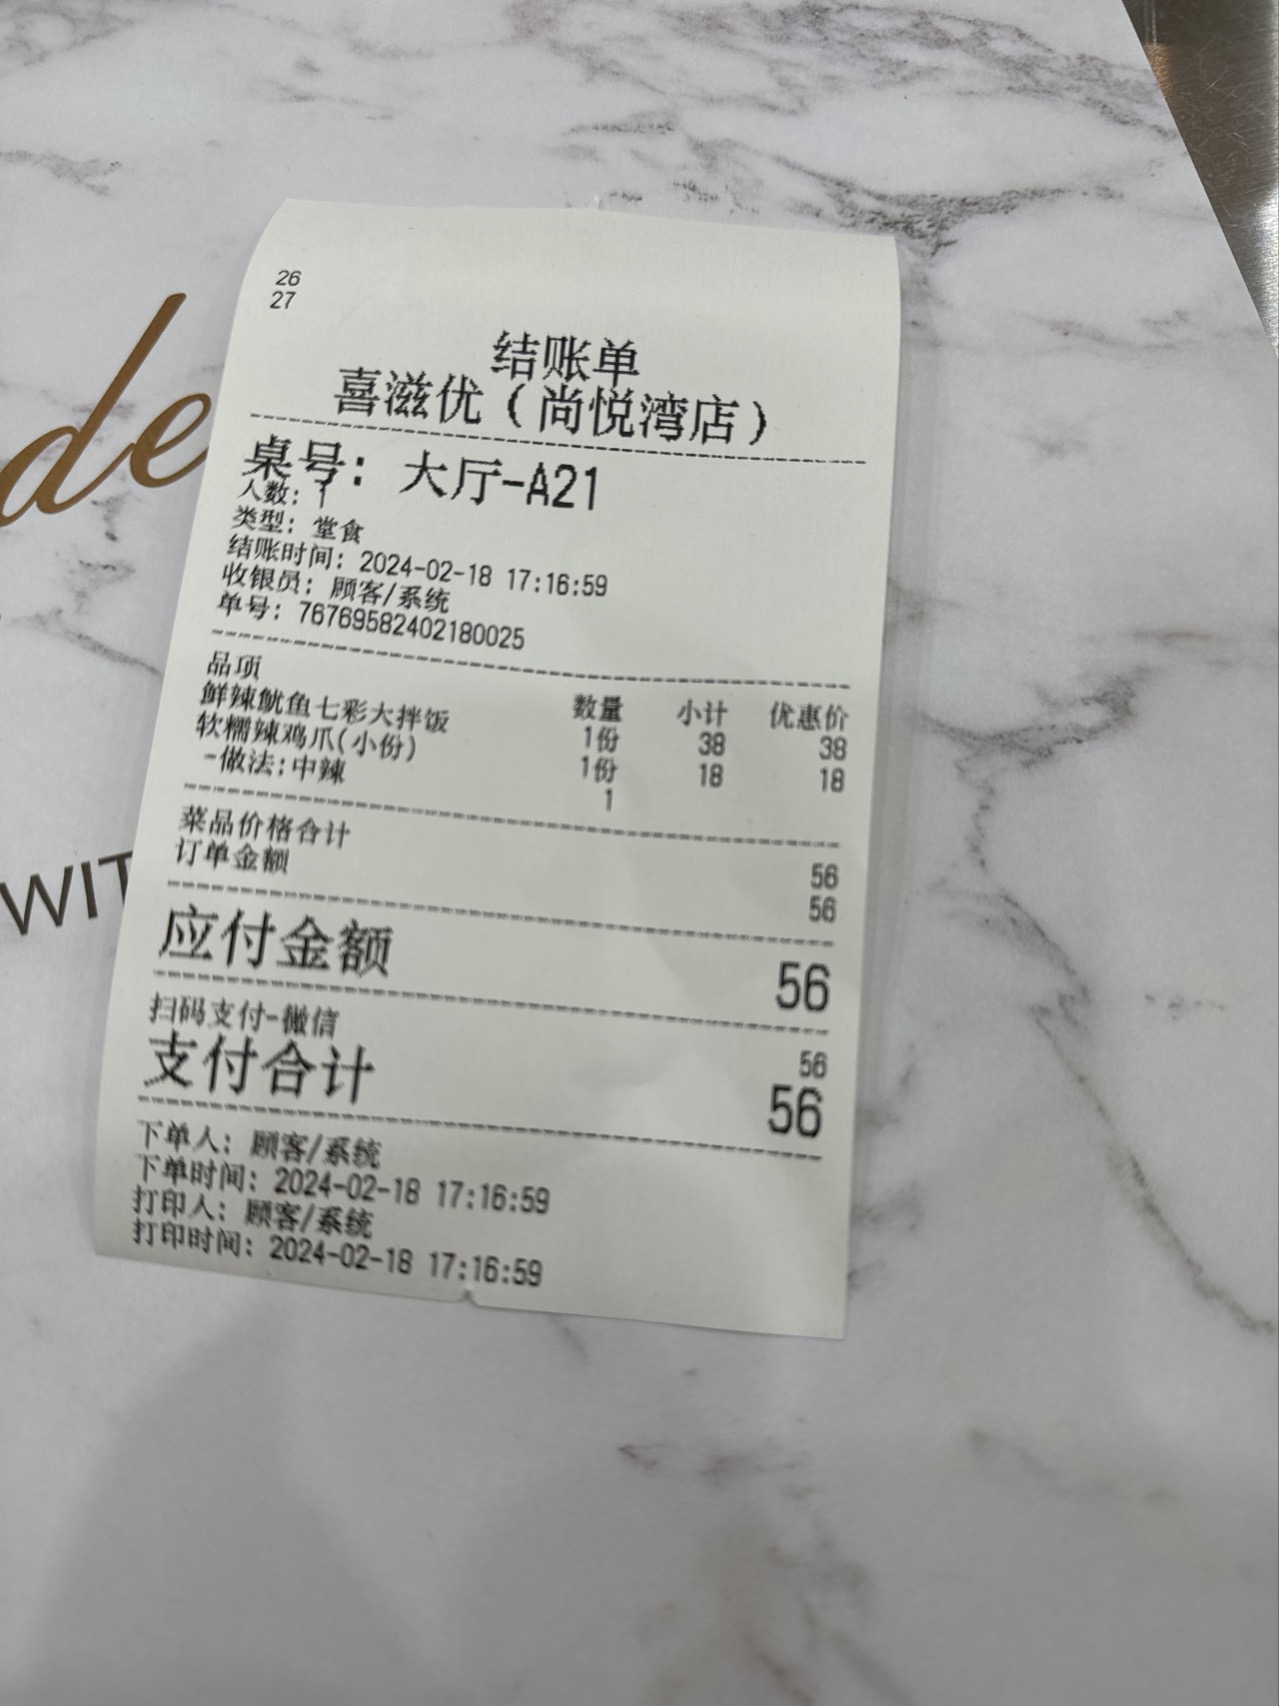 26
27
结账单
喜滋优（尚悦湾店）
桌号：大厅-A21
人数：1
类型：堂食
结账时间：2024-02-18 17:16:59
收银员：顾客/系统
单号：76769582402180025
品项 数量 小计 优惠价
鲜辣鱿鱼七彩大拌饭 1份 38 38
软糯辣鸡爪(小份) 1份 18 18
-做法:中辣 1
菜品价格合计 56
订单金额 56
应付金额 56
扫码支付-微信 56
支付合计 56
下单人：顾客/系统
下单时间：2024-02-18 17:16:59
打印人：顾客/系统
打印时间：2024-02-18 17:16:59
de
WIT